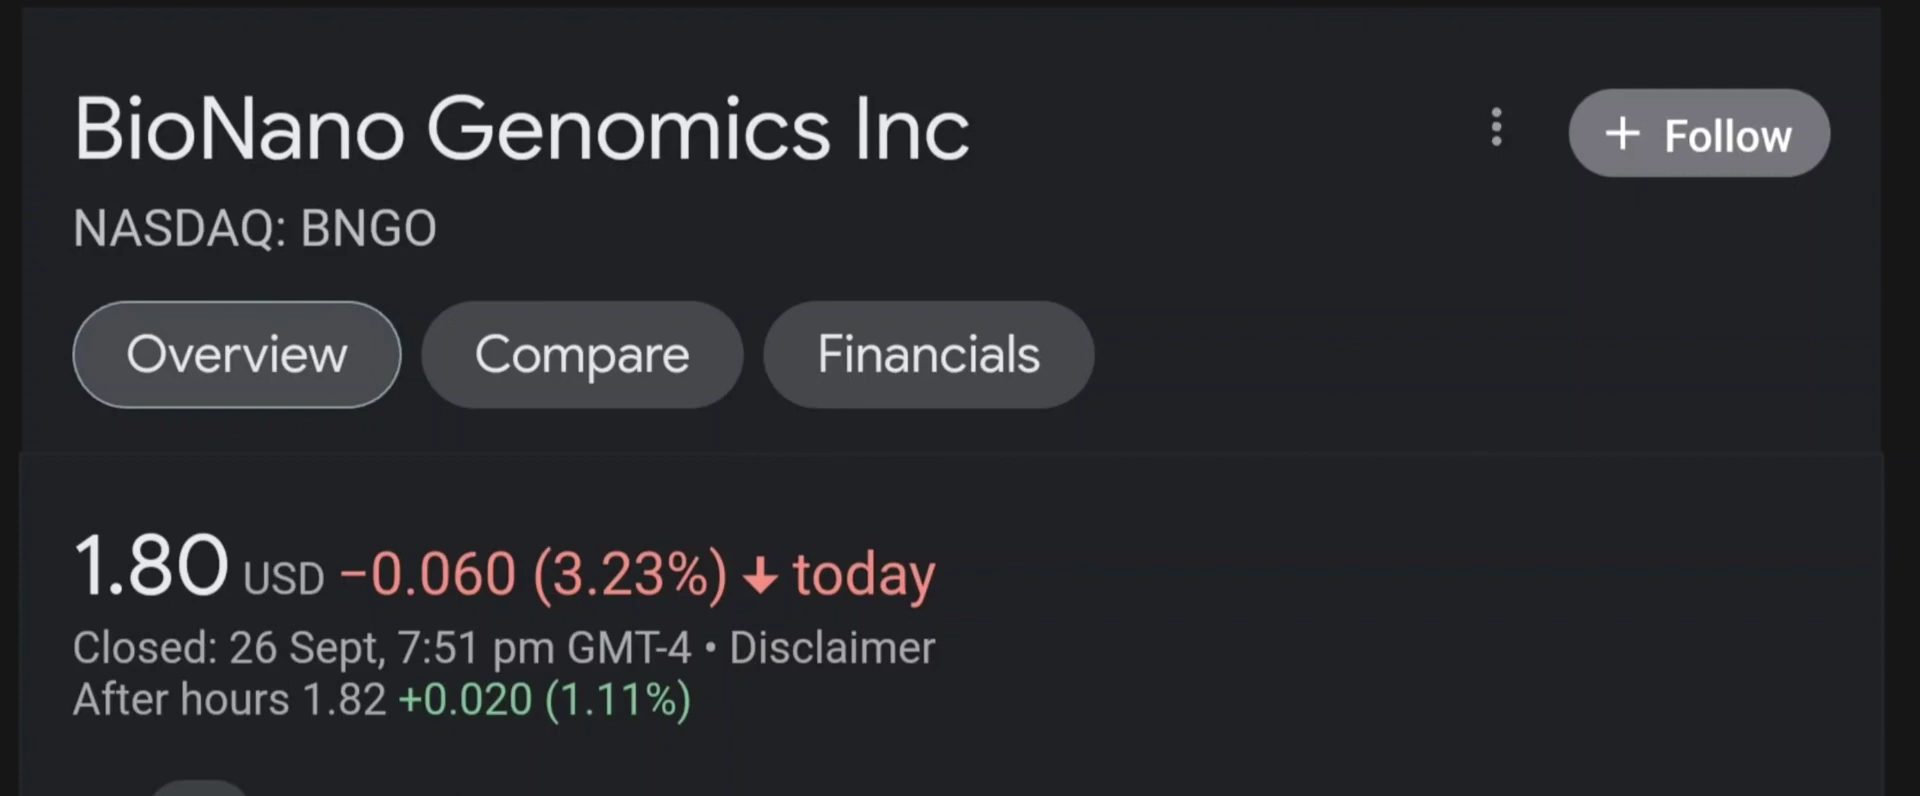 BioNano Genomics Inc
+ Follow
NASDAQ: BNGO
Overview
Compare
Financials
1.80 USD −0.060 (3.23%) ↓ today
Closed: 26 Sept, 7:51 pm GMT-4 • Disclaimer
After hours 1.82 +0.020 (1.11%)